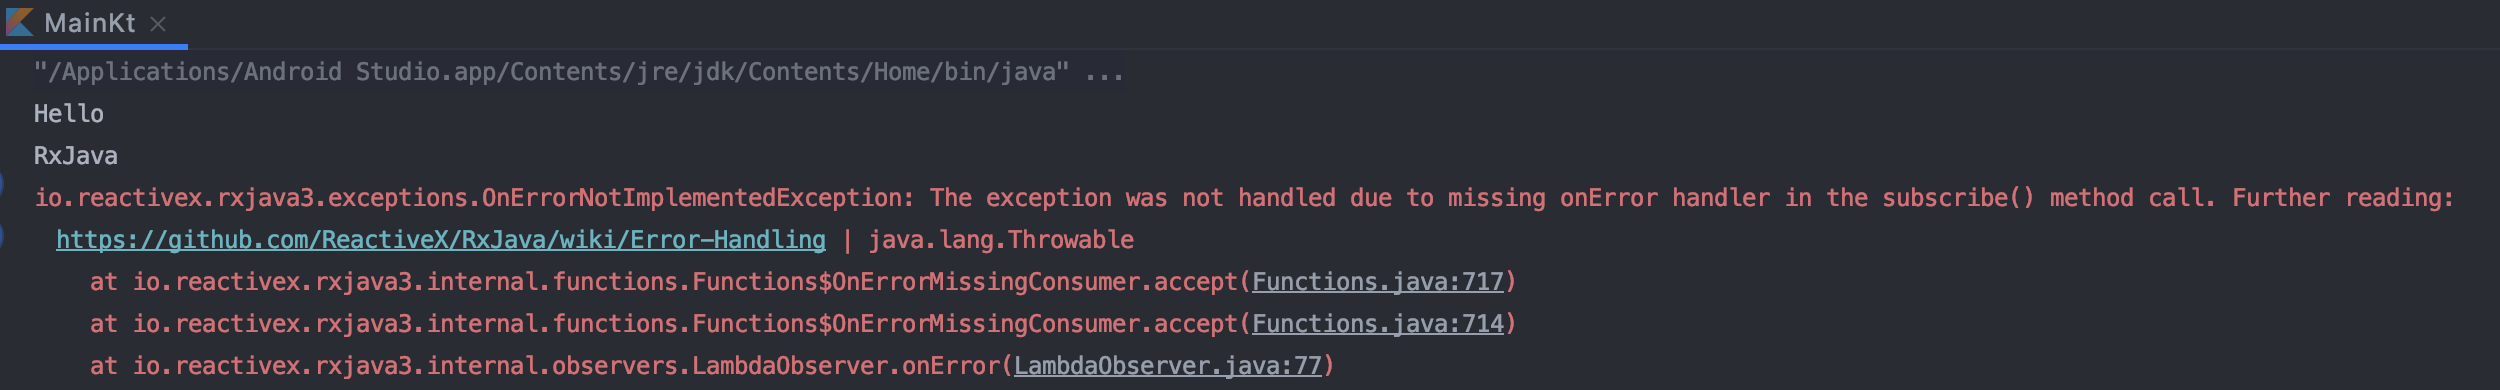 MainKt
"/Applications/Android Studio.app/Contents/jre/jdk/Contents/Home/bin/java" ...
Hello
RxJava
io.reactivex.rxjava3.exceptions.OnErrorNotImplementedException: The exception was not handled due to missing onError handler in the subscribe() method call. Further reading:
https://github.com/ReactiveX/RxJava/wiki/Error-Handling | java.lang.Throwable
at io.reactivex.rxjava3.internal.functions.Functions$OnErrorMissingConsumer.accept(Functions.java:717)
at io.reactivex.rxjava3.internal.functions.Functions$OnErrorMissingConsumer.accept(Functions.java:714)
at io.reactivex.rxjava3.internal.observers.LambdaObserver.onError(LambdaObserver.java:77)